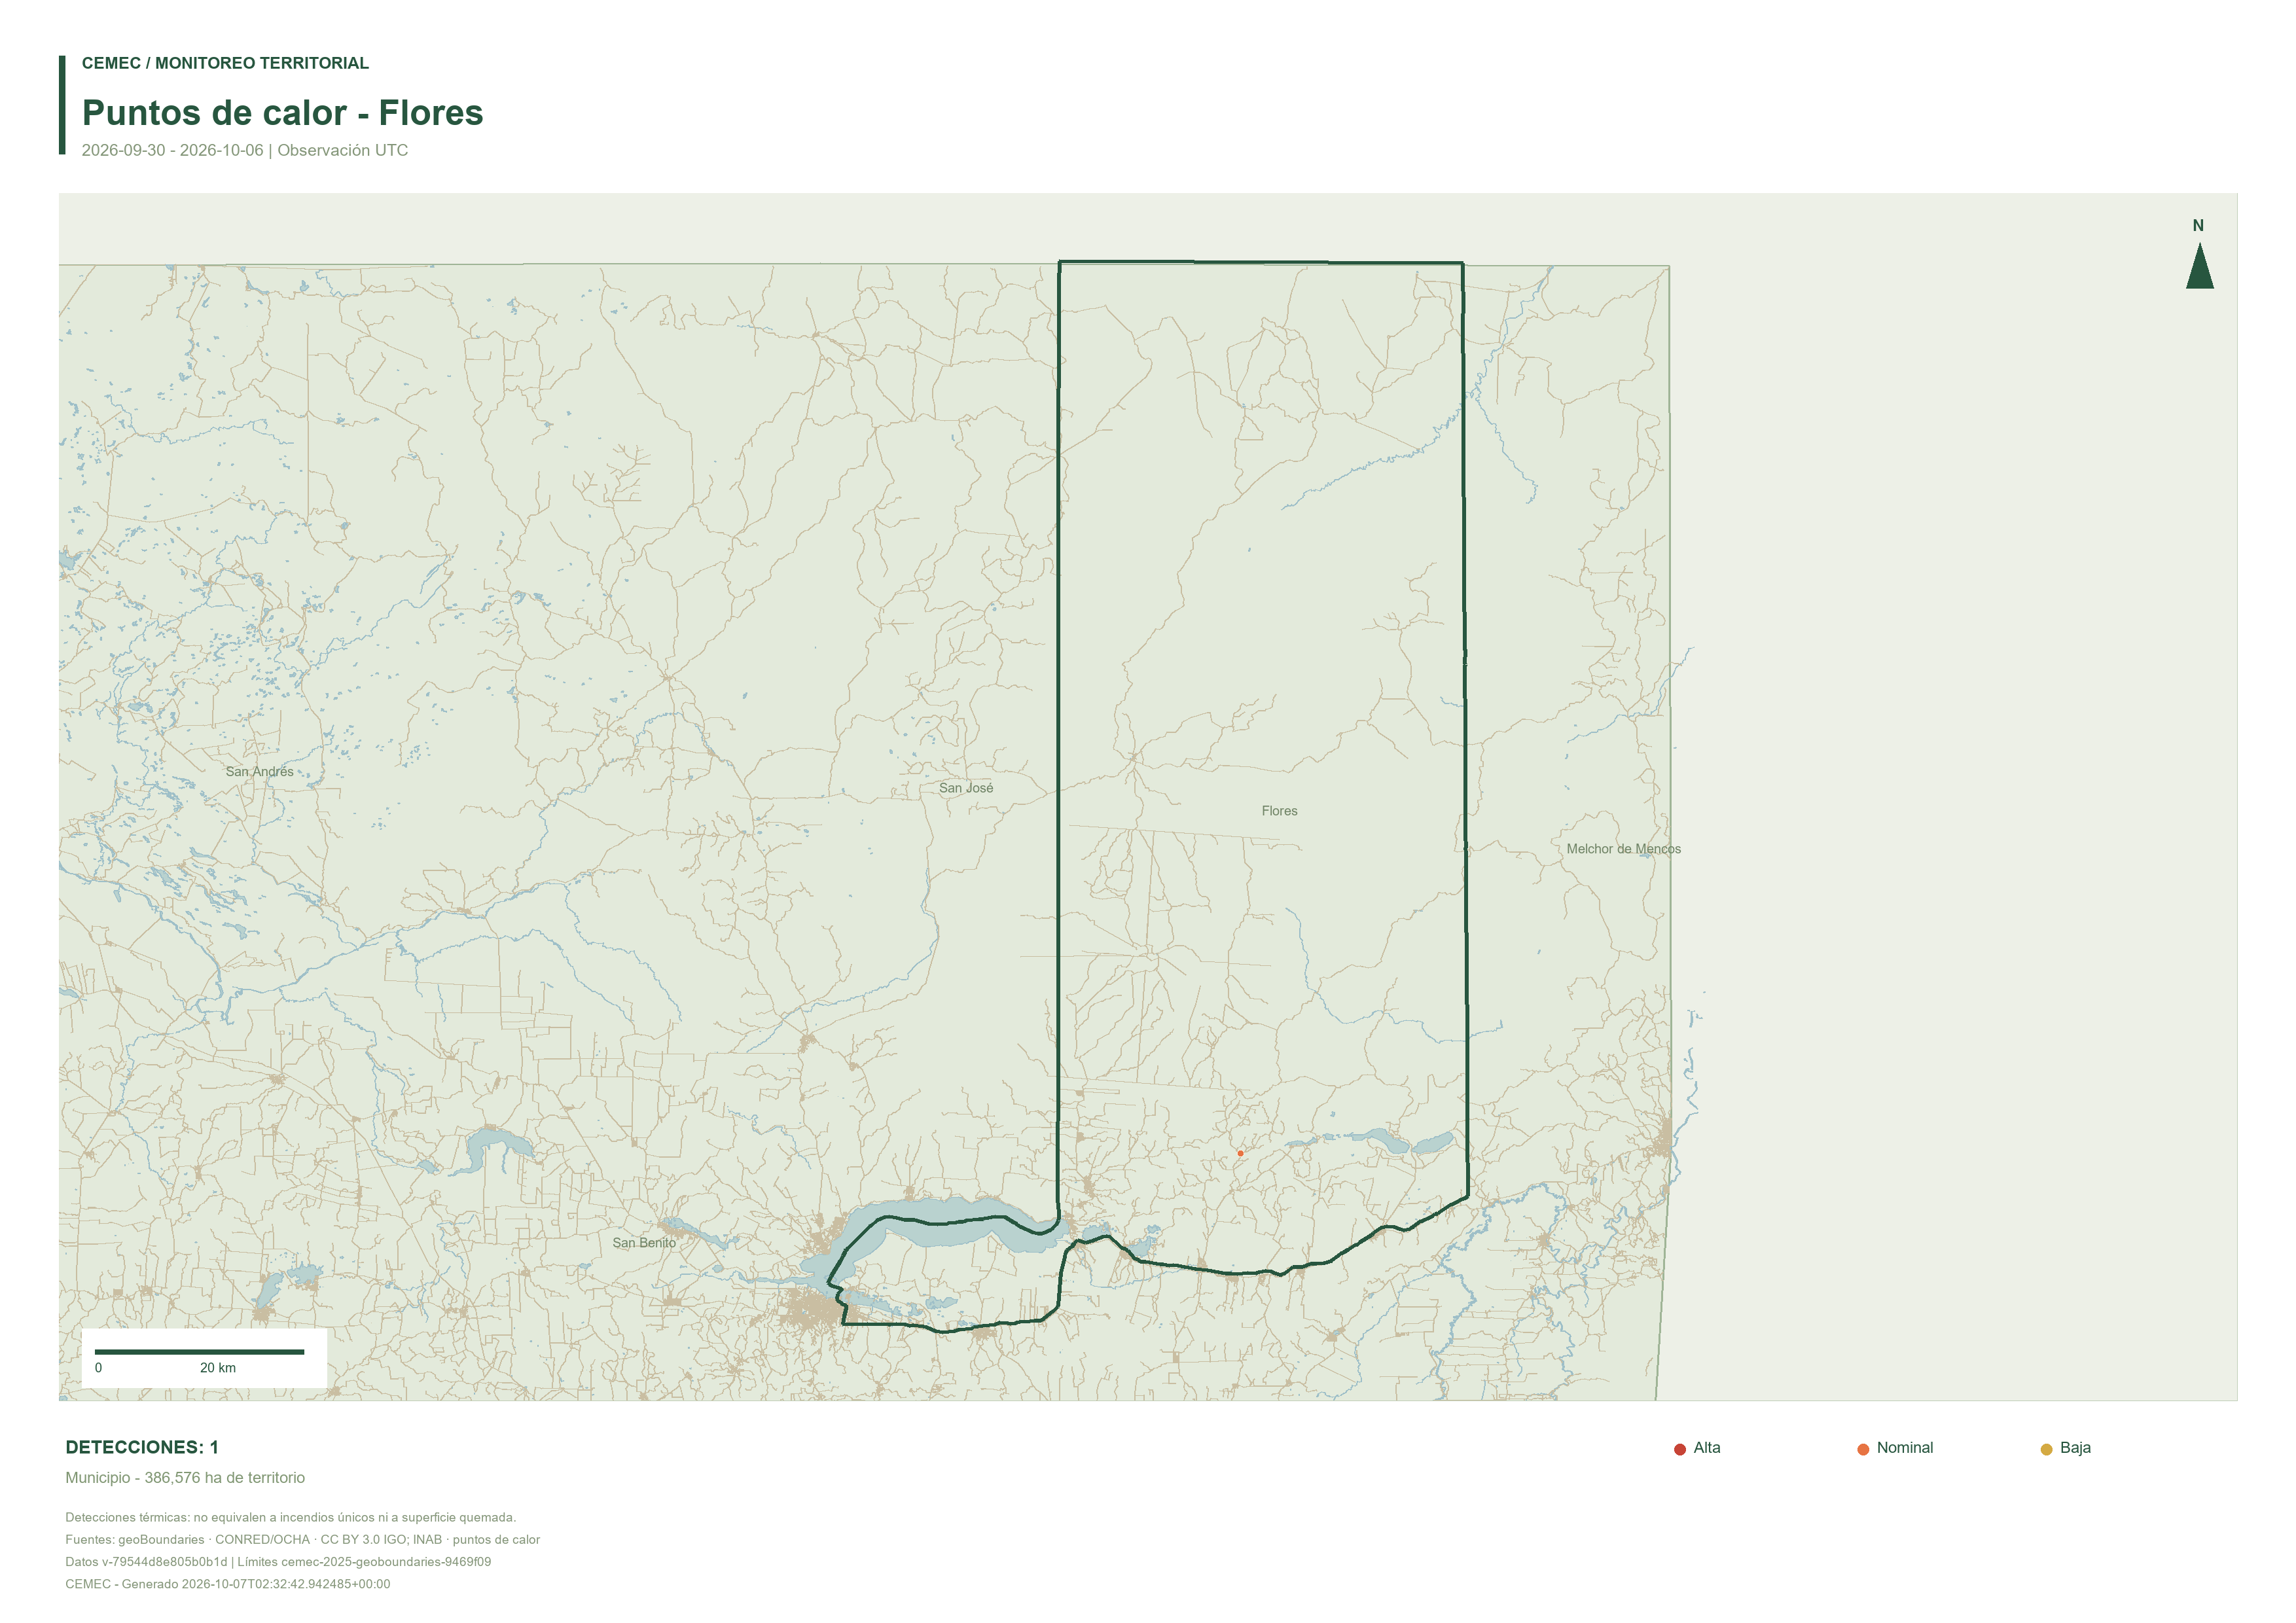 CEMEC / MONITOREO TERRITORIAL
Puntos de calor - Flores
2026-09-30 - 2026-10-06 | Observación UTC
N
San Andrés
San José
Flores
Melchor de Mencos
San Benito
0 20 km
DETECCIONES: 1
Alta
Nominal
Baja
Municipio - 386,576 ha de territorio
Detecciones térmicas: no equivalen a incendios únicos ni a superficie quemada.
Fuentes: geoBoundaries · CONRED/OCHA · CC BY 3.0 IGO; INAB · puntos de calor
Datos v-79544d8e805b0b1d | Límites cemec-2025-geoboundaries-9469f09
CEMEC - Generado 2026-10-07T02:32:42.942485+00:00